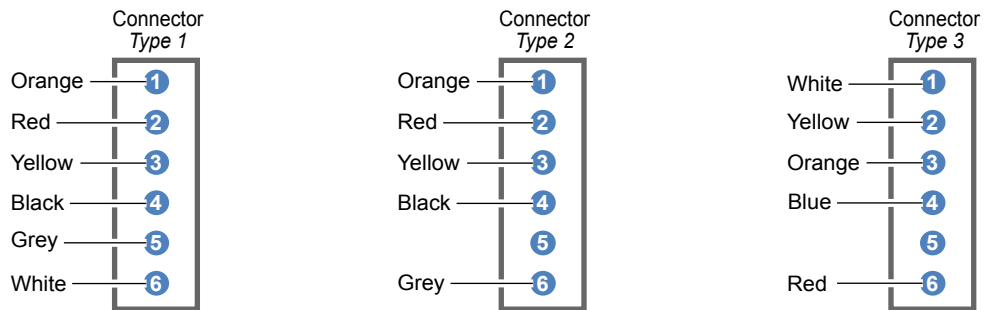 Connector
Type 1
Orange 1
Red 2
Yellow 3
Black 4
Grey 5
White 6
Connector
Type 2
Orange 1
Red 2
Yellow 3
Black 4
5
Grey 6
Connector
Type 3
White 1
Yellow 2
Orange 3
Blue 4
5
Red 6